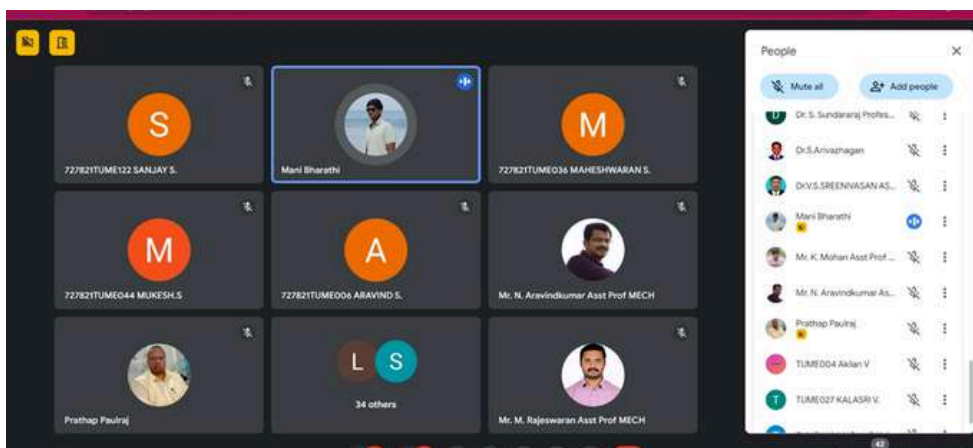 S
727821TUME122 SANJAY S.
Mani Bharathi
M
727821TUME036 MAHESHWARAN S.
M
727821TUME044 MUKESH.S
A
727821TUME006 ARAVIND S.
Mr. N. Aravindkumar Asst Prof MECH
Prathap Paulraj
L
S
34 others
Mr. M. Rajeswaran Asst Prof MECH
People
Mute all
Add people
Dr. S. Sundararaj Profes...
Dr.S.Arivazhagan
Dr.V.S.SREENIVASAN AS...
Mani Bharathi
Mr. K. Mohan Asst Prof ...
Mr. N. Aravindkumar As...
Prathap Paulraj
TUME004 Akilan V
T
TUME027 KALASRI V.
42